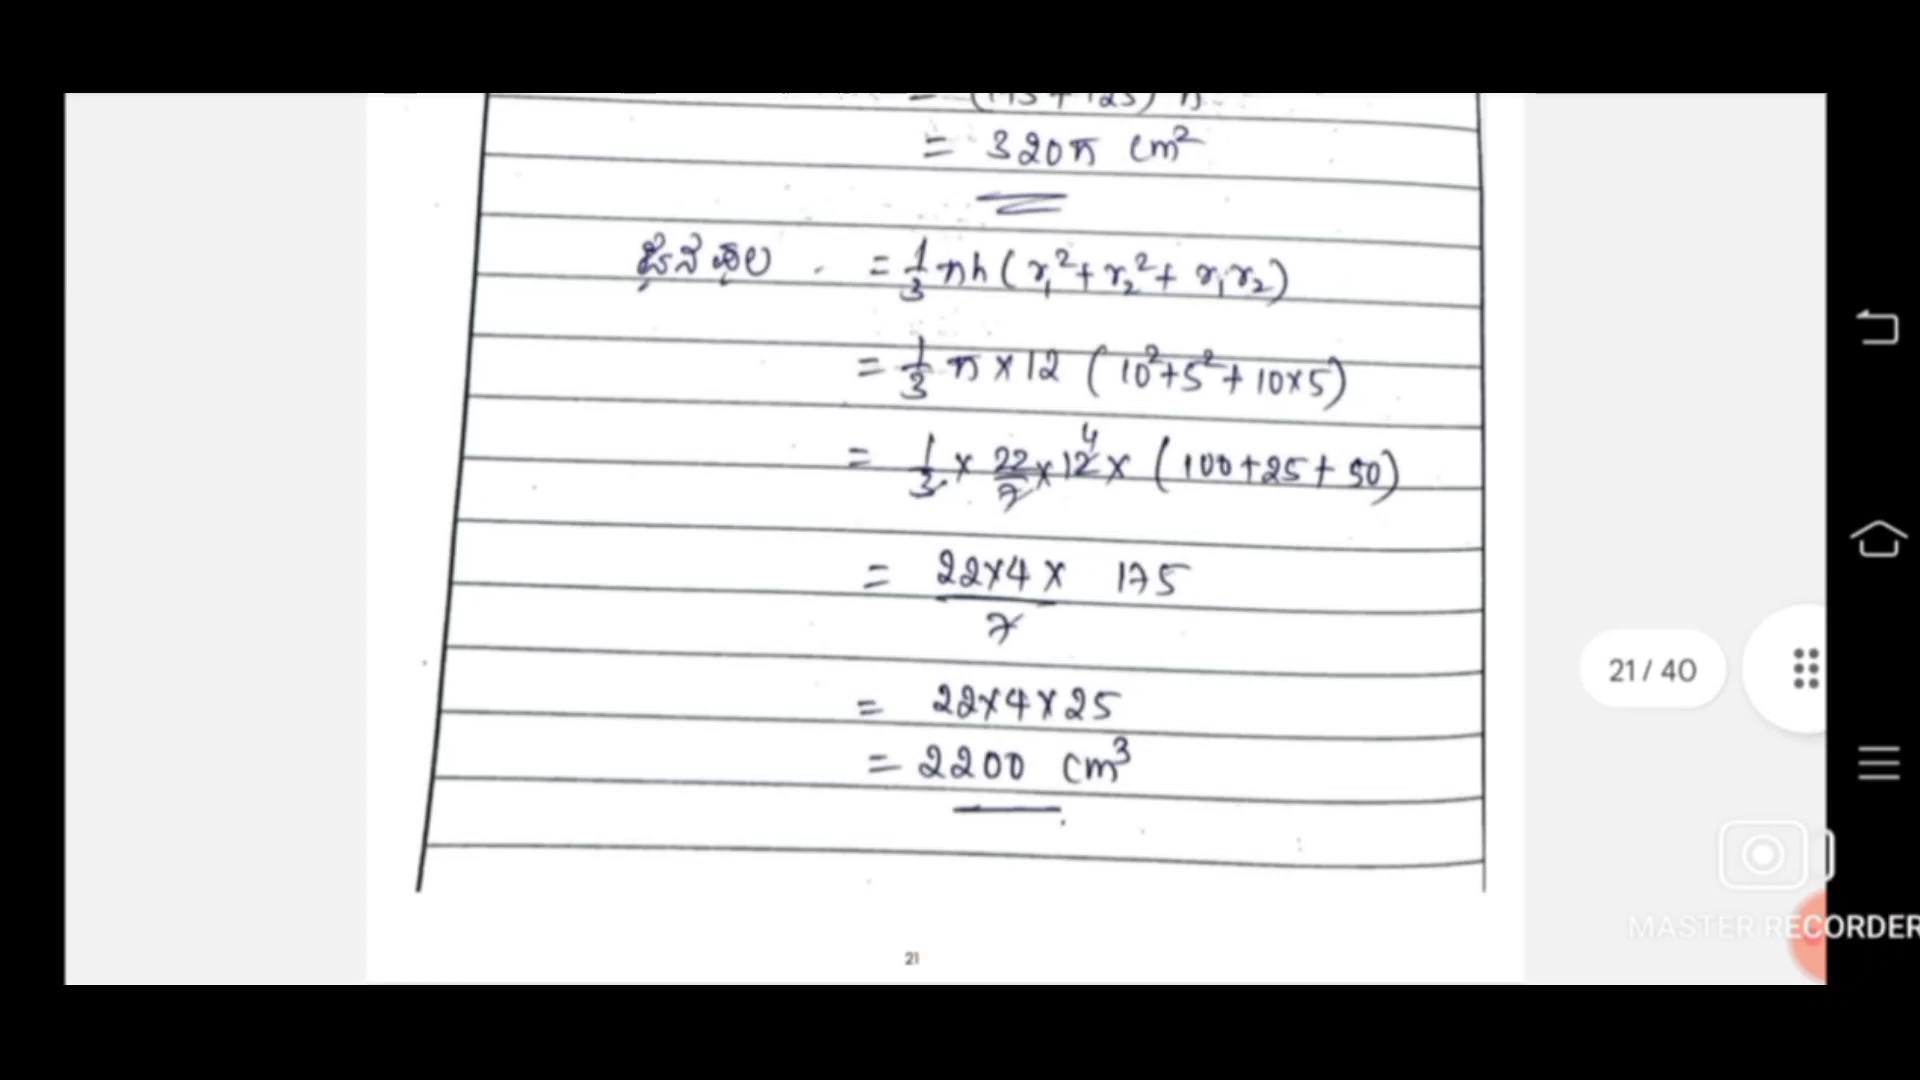 = 320π cm²
ಘನಫಲ = 1/3 πh (r₁² + r₂² + r₁r₂)
= 1/3 π × 12 (10² + 5² + 10×5)
= 1/3 × 22/7 × 12 4 × (100 + 25 + 50)
= 22×4× 175 / 7
= 22×4×25
= 2200 cm³
21 / 40
MASTER RECORDER
21